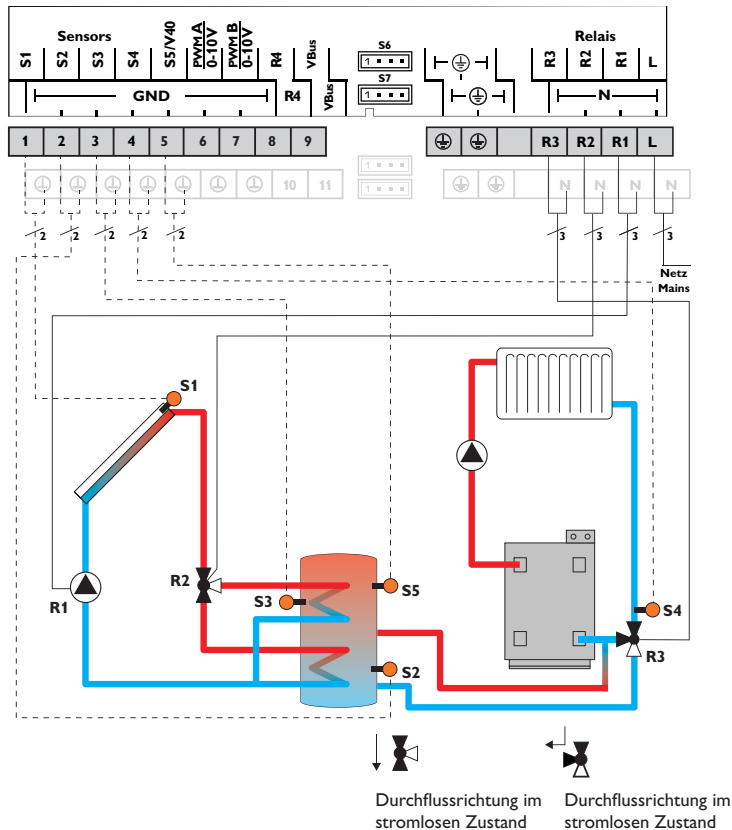 Sensors
Relais
S1 S2 S3 S4 S5/V40 PWM A 0-10V PWM B 0-10V R4 VBus S6 R3 R2 R1 L
1
S7
1
GND R4 VBus N
1 2 3 4 5 6 7 8 9 R3 R2 R1 L
10 11 N N N N
2 2 2 2 2 3 3 3 3
Netz
Mains
S1
R2
R1
S3
S5
S2
S4
R3
Durchflussrichtung im
stromlosen Zustand
Durchflussrichtung im
stromlosen Zustand